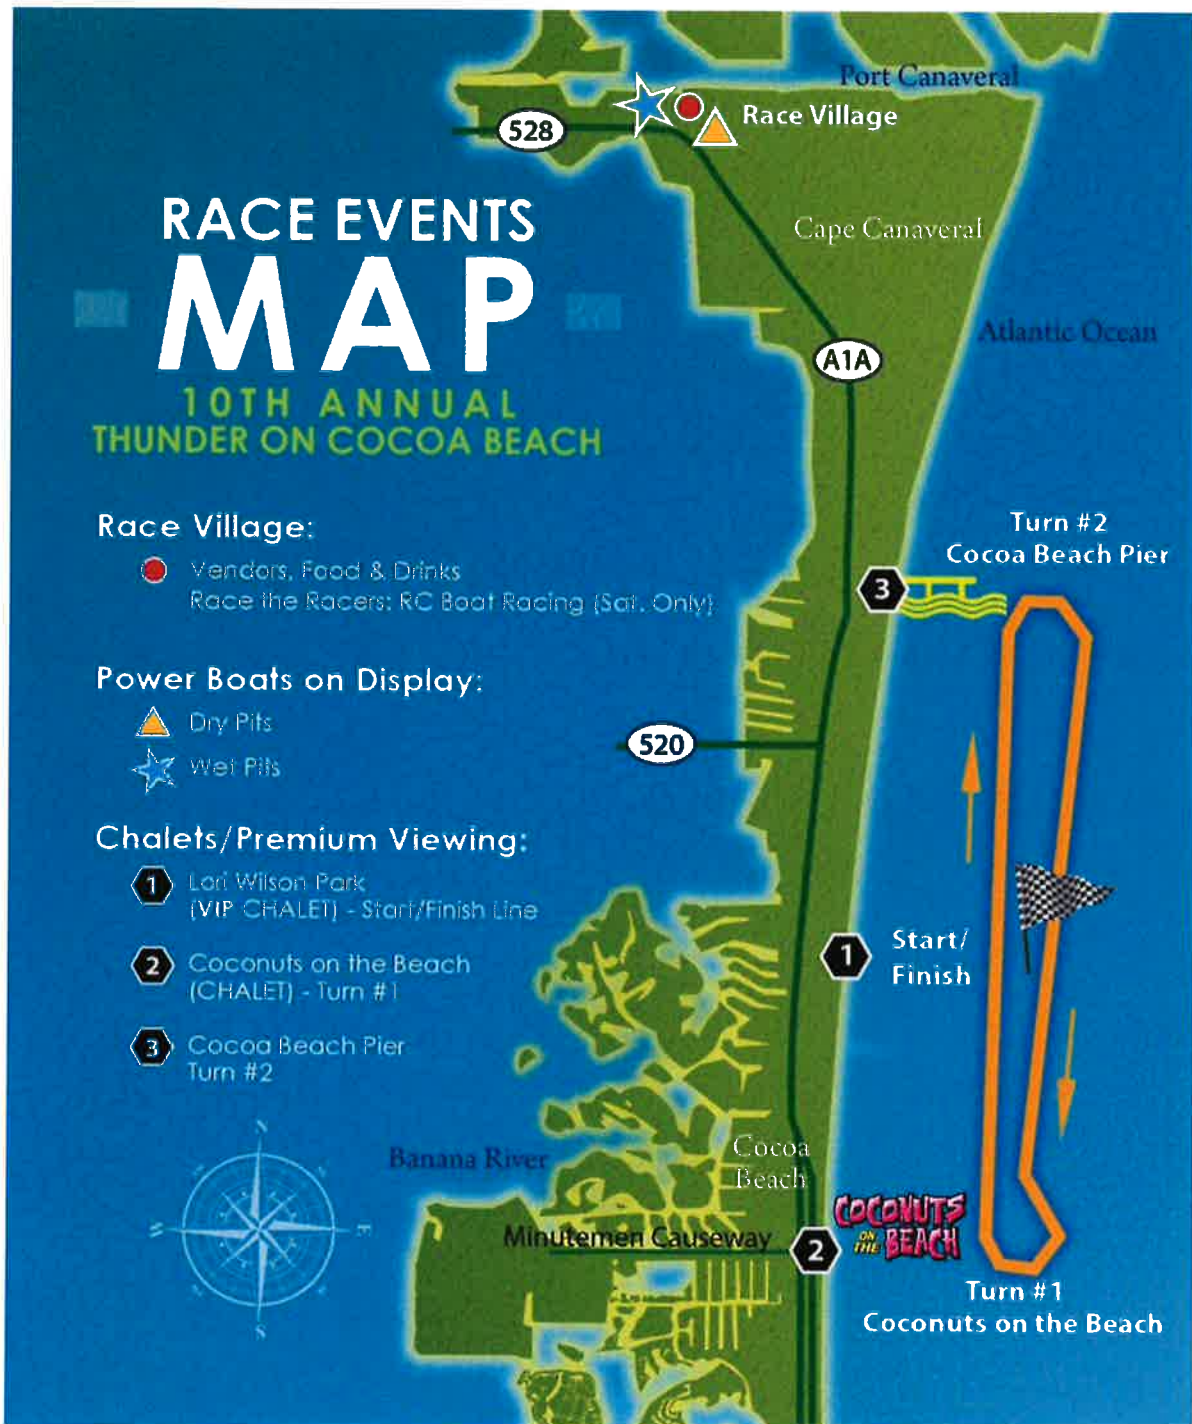 Port Canaveral
Race Village
528
RACE EVENTS
MAP
10TH ANNUAL
THUNDER ON COCOA BEACH
Cape Canaveral
Atlantic Ocean
A1A
Race Village:
Vendors, Food & Drinks
Race the Racers: RC Boat Racing (Sat. Only)
Turn #2
Cocoa Beach Pier
3
Power Boats on Display:
Dry Pits
Wet Pits
520
Chalets/Premium Viewing:
1 Lori Wilson Park
(VIP CHALET) - Start/Finish Line
2 Coconuts on the Beach
(CHALET) - Turn #1
3 Cocoa Beach Pier
Turn #2
1
Start/
Finish
N
W
E
S
Banana River
Cocoa
Beach
Minutemen Causeway
2
COCONUTS
ON THE BEACH
Turn #1
Coconuts on the Beach